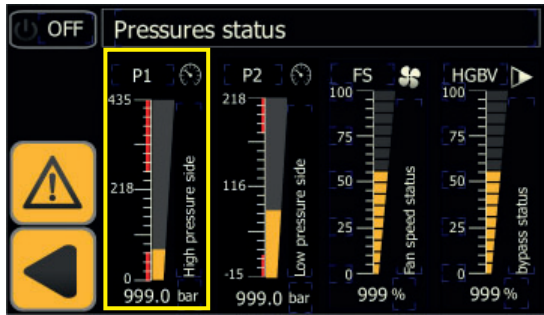 OFF
Pressures status
P1
435
218
0
High pressure side
999.0 bar
P2
218
116
-15
Low pressure side
999.0 bar
FS
100
75
50
25
0
Fan speed status
999 %
HGBV
100
75
50
25
0
bypass status
999 %